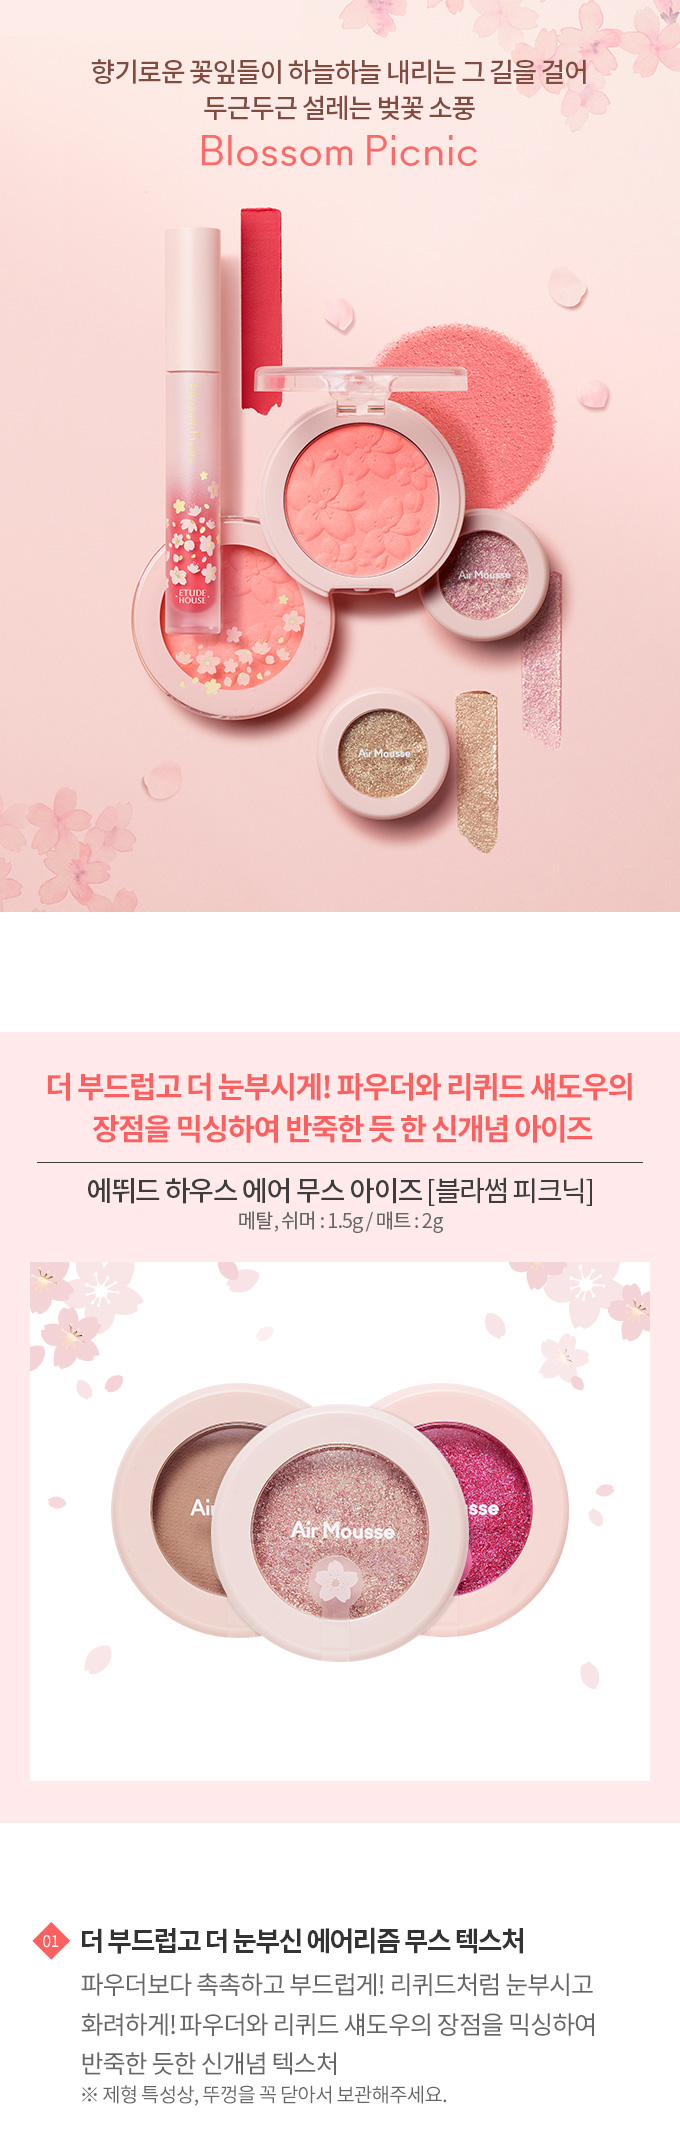 향기로운 꽃잎들이 하늘하늘 내리는 그 길을 걸어
두근두근 설레는 벚꽃 소풍
Blossom Picnic
Blossom Picnic
ETUDE
HOUSE
Air Mousse
Air Mousse
더 부드럽고 더 눈부시게! 파우더와 리퀴드 섀도우의
장점을 믹싱하여 반죽한 듯 한 신개념 아이즈
에뛰드 하우스 에어 무스 아이즈 [블라썸 피크닉]
메탈, 쉬머 : 1.5g / 매트 : 2g
Air
Air Mousse
sse
01 더 부드럽고 더 눈부신 에어리즘 무스 텍스처
파우더보다 촉촉하고 부드럽게! 리퀴드처럼 눈부시고
화려하게! 파우더와 리퀴드 섀도우의 장점을 믹싱하여
반죽한 듯한 신개념 텍스처
※ 제형 특성상, 뚜껑을 꼭 닫아서 보관해주세요.